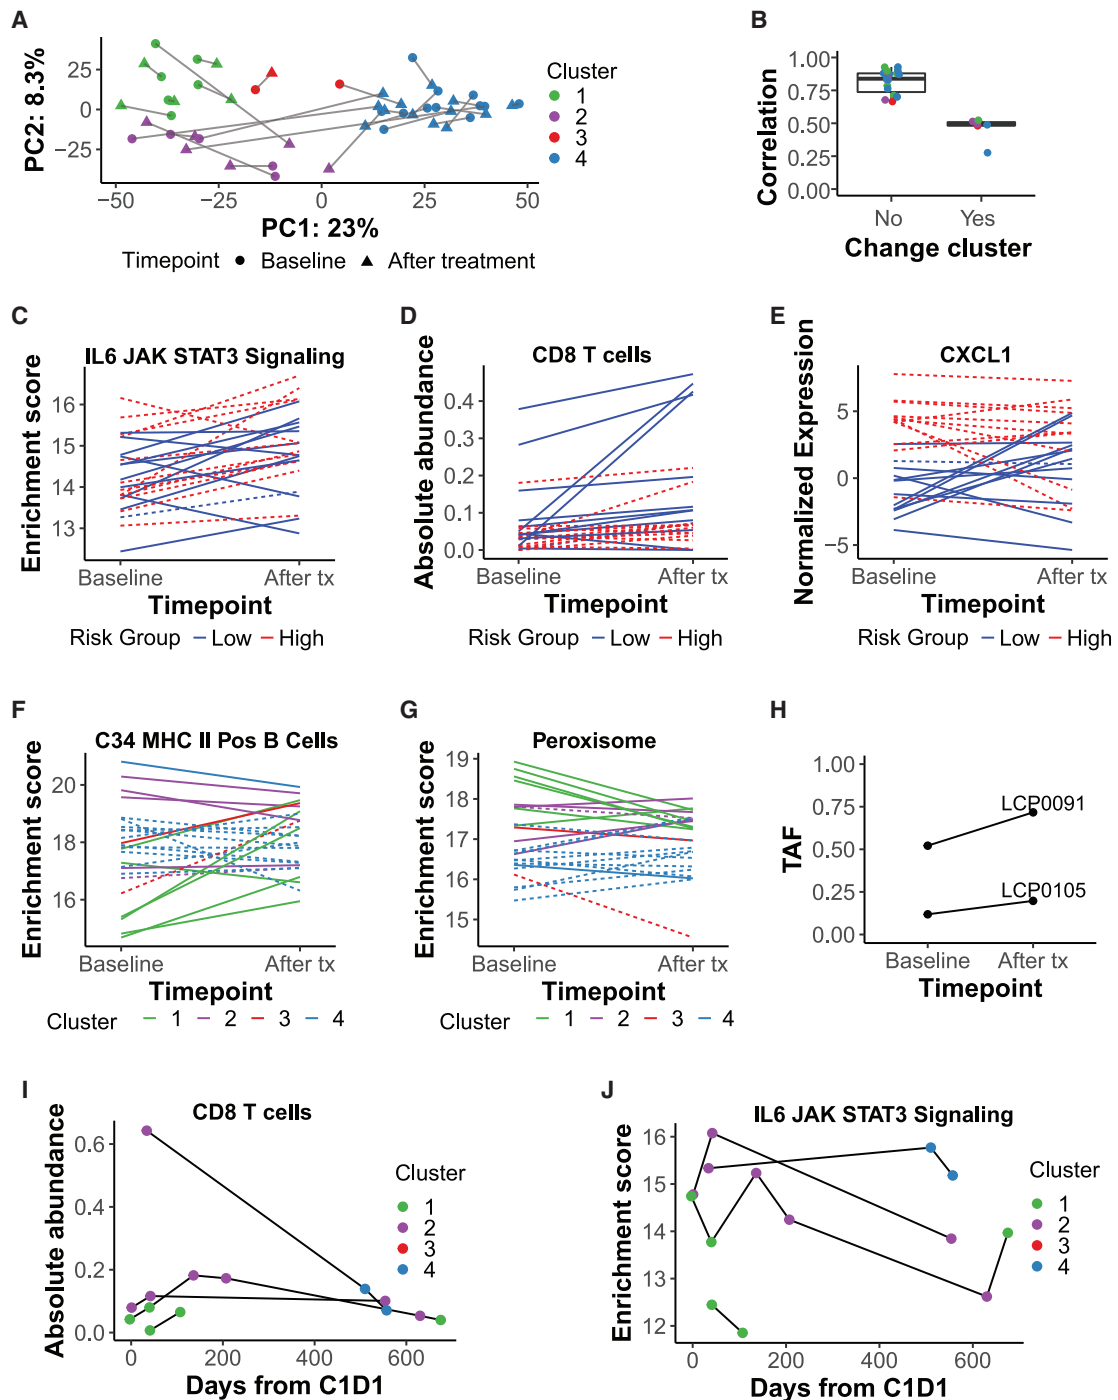 A
PC2: 8.3%
25
0
−25
−50
−25
0
25
50
PC1: 23%
Timepoint Baseline After treatment
Cluster
1
2
3
4
B
Correlation
1.00
0.75
0.50
0.25
0.00
No Yes
Change cluster
C
IL6 JAK STAT3 Signaling
Enrichment score
16
15
14
13
Baseline After tx
Timepoint
Risk Group Low High
D
CD8 T cells
Absolute abundance
0.4
0.3
0.2
0.1
0.0
Baseline After tx
Timepoint
Risk Group Low High
E
CXCL1
Normalized Expression
5
0
−5
Baseline After tx
Timepoint
Risk Group Low High
F
C34 MHC II Pos B Cells
Enrichment score
20
18
16
Baseline After tx
Timepoint
Cluster 1 2 3 4
G
Peroxisome
Enrichment score
19
18
17
16
15
Baseline After tx
Timepoint
Cluster 1 2 3 4
H
TAF
1.00
0.75
0.50
0.25
0.00
LCP0091
LCP0105
Baseline After tx
Timepoint
I
CD8 T cells
Absolute abundance
0.6
0.4
0.2
0.0
0 200 400 600
Days from C1D1
Cluster
1
2
3
4
J
IL6 JAK STAT3 Signaling
Enrichment score
16
15
14
13
12
0 200 400 600
Days from C1D1
Cluster
1
2
3
4